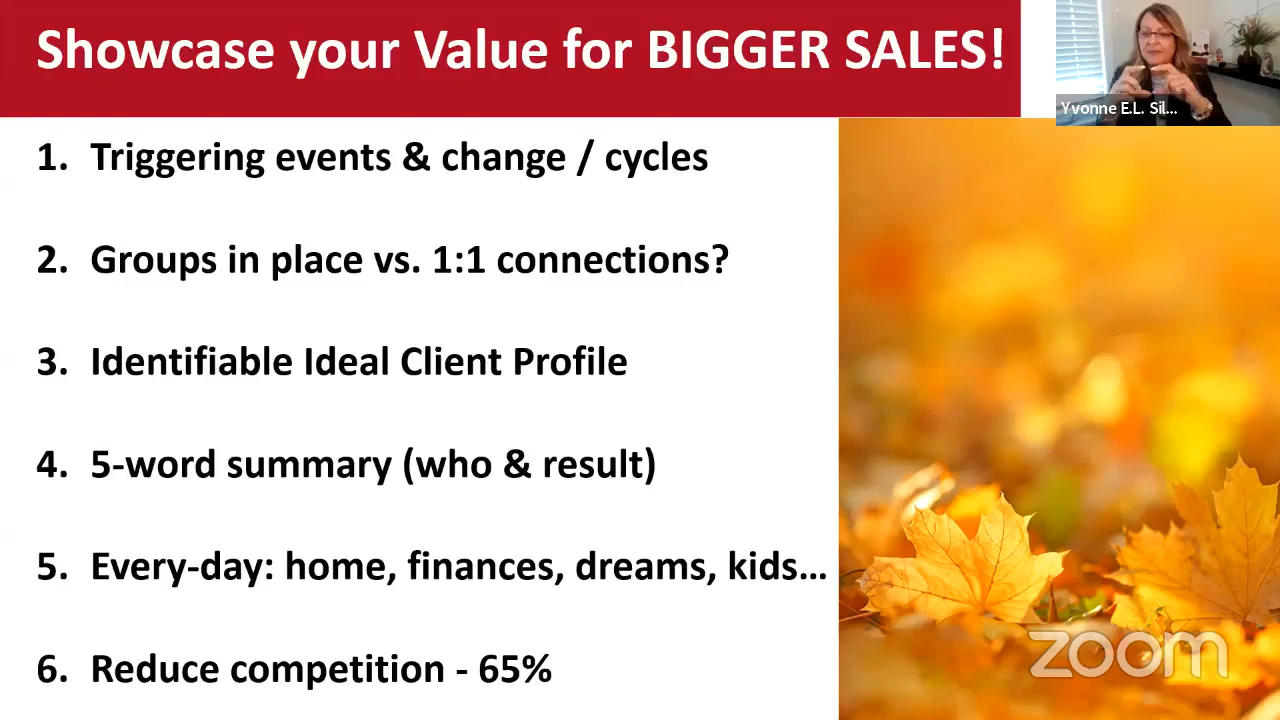 Showcase your Value for BIGGER SALES!
Yvonne E.L. Sil...
1. Triggering events & change / cycles
2. Groups in place vs. 1:1 connections?
3. Identifiable Ideal Client Profile
4. 5-word summary (who & result)
5. Every-day: home, finances, dreams, kids…
6. Reduce competition - 65%
zoom